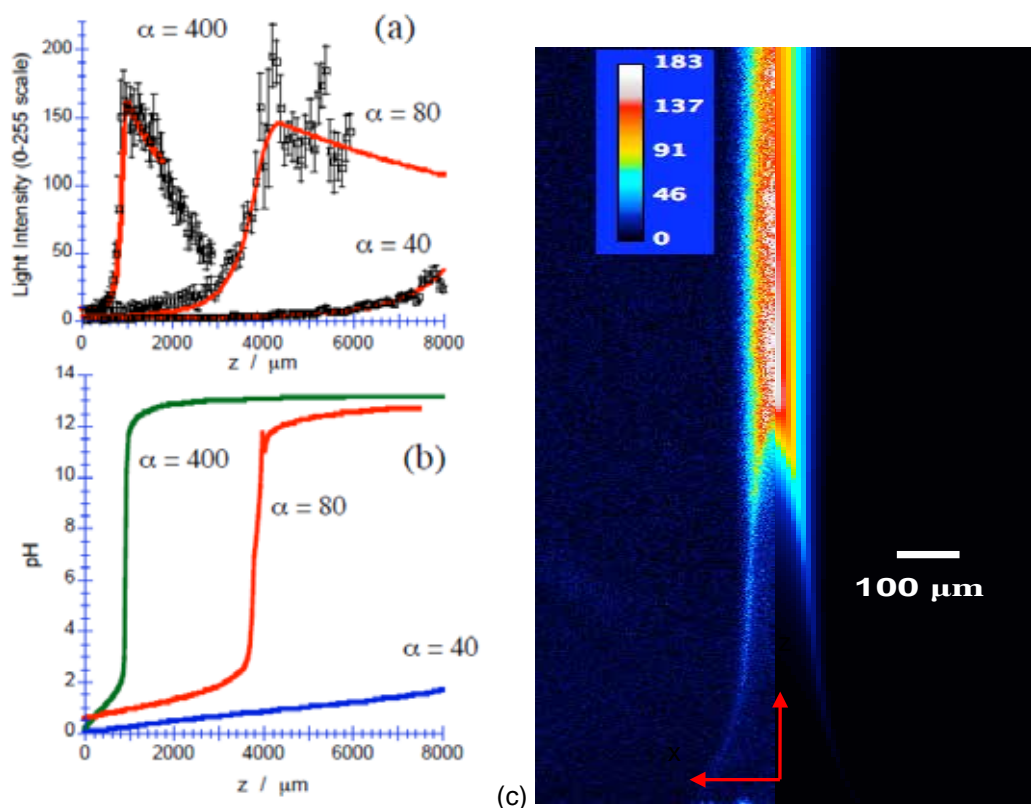 α = 400
(a)
α = 80
α = 40
Light Intensity (0-255 scale)
200
150
100
50
0
0
2000
4000
6000
8000
z / µm
14
12
10
8
6
4
2
0
pH
α = 400
(b)
α = 80
α = 40
0
2000
4000
6000
8000
z / µm
183
137
91
46
0
100 µm
(c)